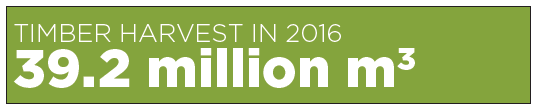 TIMBER HARVEST IN 2016
39.2 million m³